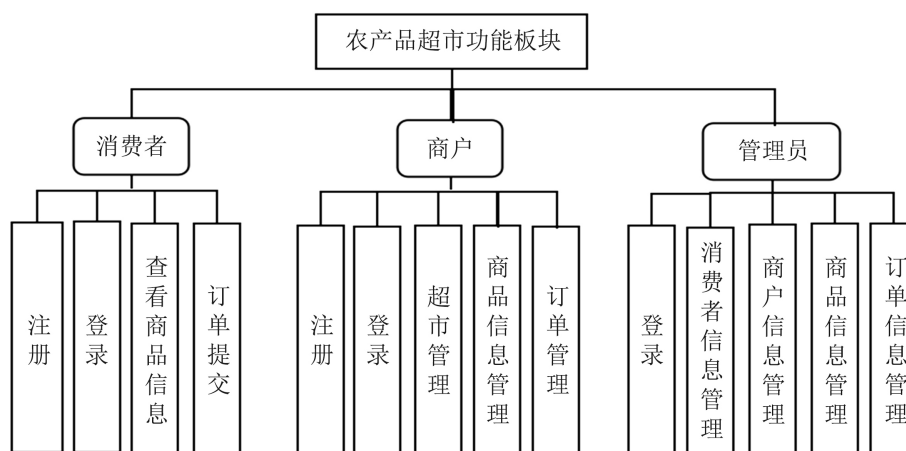 农产品超市功能板块
消费者
商户
管理员
注册
登录
查看商品信息
订单提交
注册
登录
超市管理
商品信息管理
订单管理
登录
消费者信息管理
商户信息管理
商品信息管理
订单信息管理